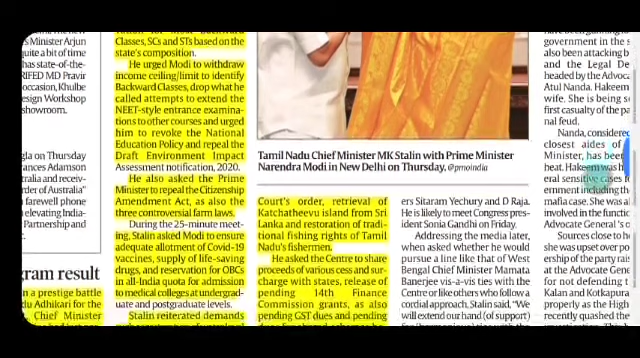 s Minister Arjun
quite a bit of time
has state-of-the-
RIFED MD Pravir
occasion, Khulbe
esign Workshop
showroom.
gla on Thursday
ances Adamson
tralia and receiv-
rder of Australia"
a farewell phone
elevating India-
Partnership and
gram result
n a prestige battle
du Adhikari for the
Chief Minister
Classes, SCs and STs based on the
state's composition.
He urged Modi to withdraw
income ceiling/limit to identify
Backward Classes, drop what he
called attempts to extend the
NEET-style entrance examina-
tions to other courses and urged
him to revoke the National
Education Policy and repeal the
Draft Environment Impact
Assessment notification, 2020.
He also asked the Prime
Minister to repeal the Citizenship
Amendment Act, as also the
three controversial farm laws.
During the 25-minute meet-
ing, Stalin asked Modi to ensure
adequate allotment of Covid-19
vaccines, supply of life-saving
drugs, and reservation for OBCs
in all-India quota for admission
to medical colleges at undergrad-
uate and postgraduate levels.
Stalin reiterated demands
Tamil Nadu Chief Minister MK Stalin with Prime Minister
Narendra Modi in New Delhi on Thursday. @pmoindia
Court's order, retrieval of
Katchatheevu island from Sri
Lanka and restoration of tradi-
tional fishing rights of Tamil
Nadu's fishermen.
He asked the Centre to share
proceeds of various cess and sur-
charge with states, release of
pending 14th Finance
Commission grants, as also
pending GST dues and pending
ers Sitaram Yechury and D Raja.
He is likely to meet Congress pres-
ident Sonia Gandhi on Friday.
Addressing the media later,
when asked whether he would
pursue a line like that of West
Bengal Chief Minister Mamata
Banerjee vis-a-vis ties with the
Centre or like others who follow a
cordial approach, Stalin said, "We
will extend our hand (of support)
government in the s
also been attacking b
and the Legal De
headed by the Advoca
Atul Nanda. Hakeem
wife. She is being s
first casualty of the pa
nal feud.
Nanda, considered
closest aides of
Minister, has been
heat. Hakeem was h
eral sensitive cases f
ernment including the
mafia case. She was a
involved in the functio
Advocate General's o
Sources close to h
she was upset over po
ership of the party rais
at the Advocate Gene
for not defending t
Kalan and Kotkapura
properly as the High
recently quashed the